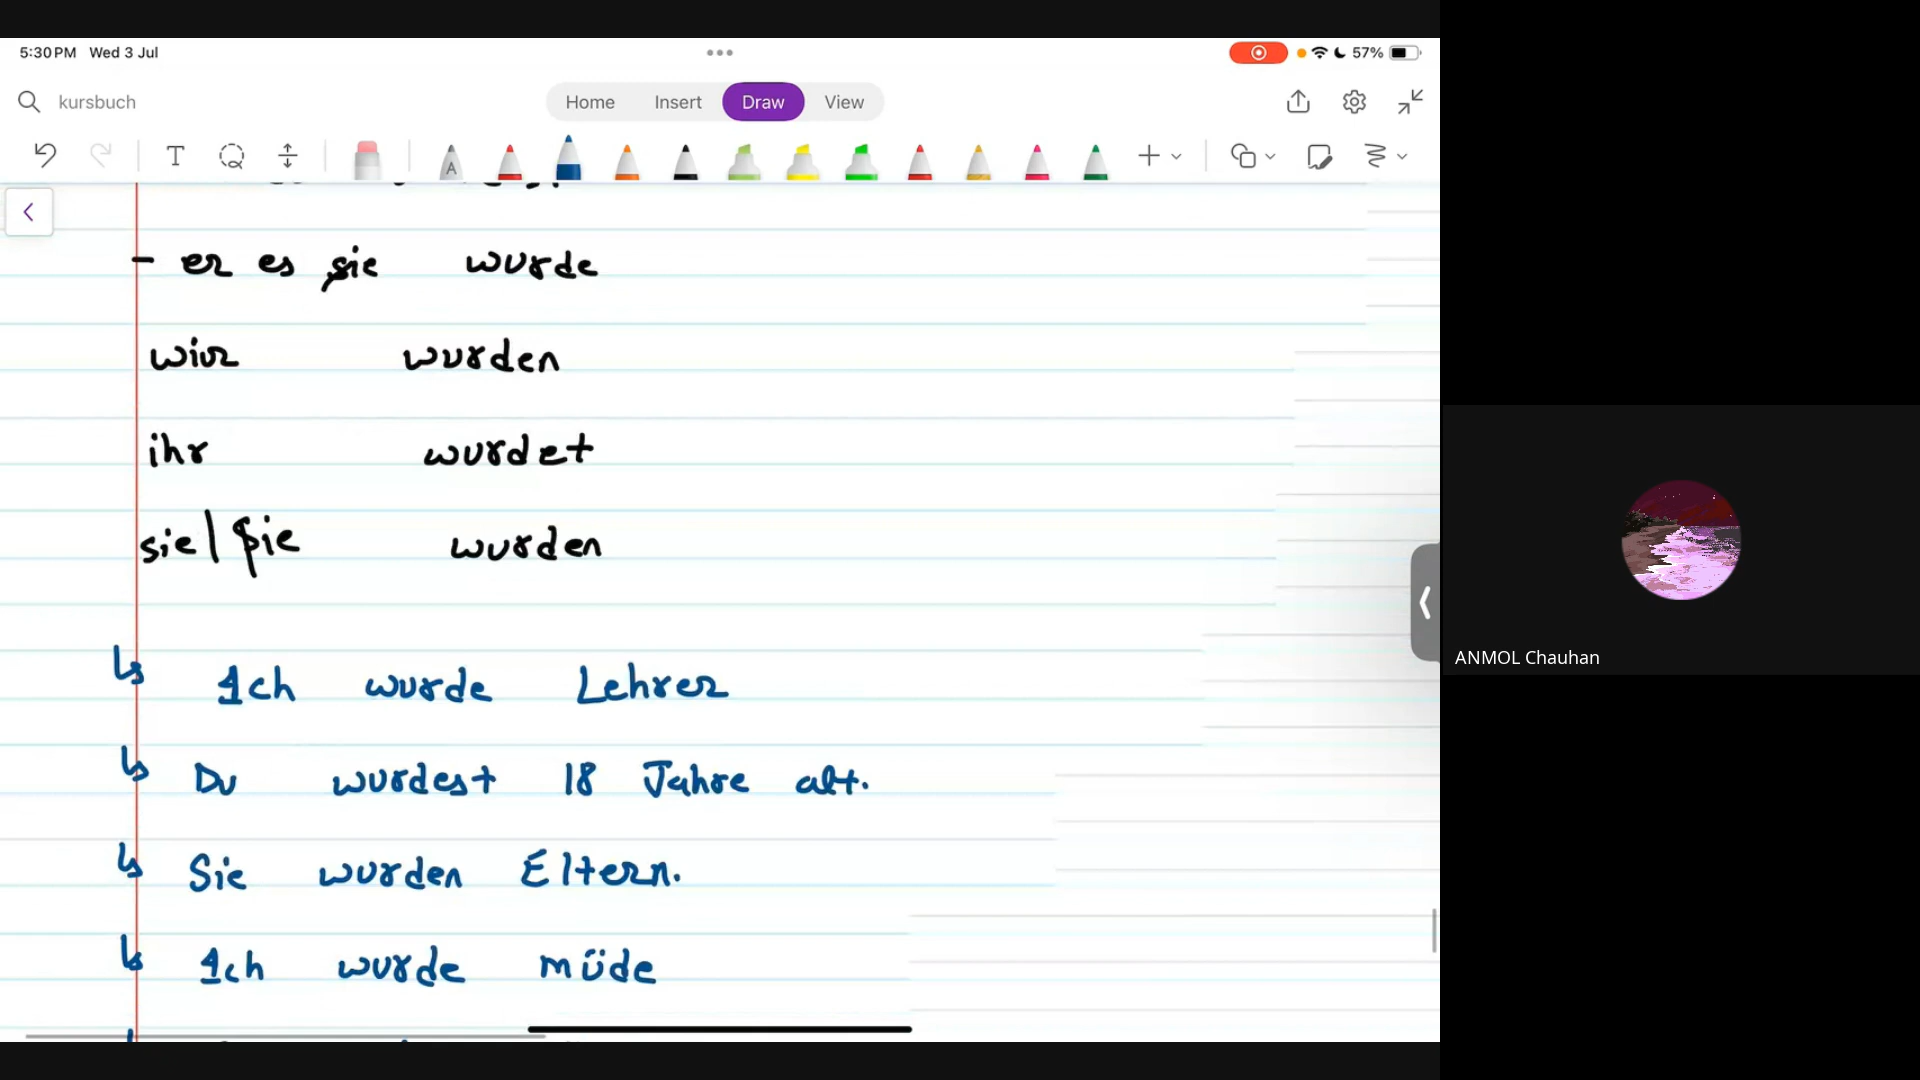 5:30 PM Wed 3 Jul
57%
kursbuch
Home Insert Draw View
- er es sie wurde
wir wurden
ihr wurdet
sie/Sie wurden
↳ Ich wurde Lehrer
↳ Du wurdest 18 Jahre alt.
↳ Sie wurden Eltern.
↳ Ich wurde müde
ANMOL Chauhan